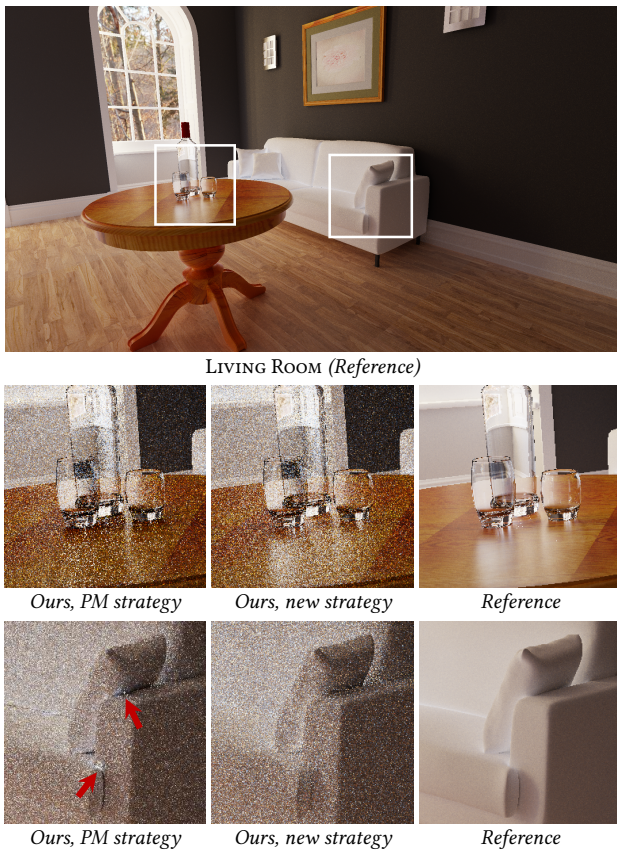 LIVING ROOM (Reference)
Ours, PM strategy
Ours, new strategy
Reference
Ours, PM strategy
Ours, new strategy
Reference